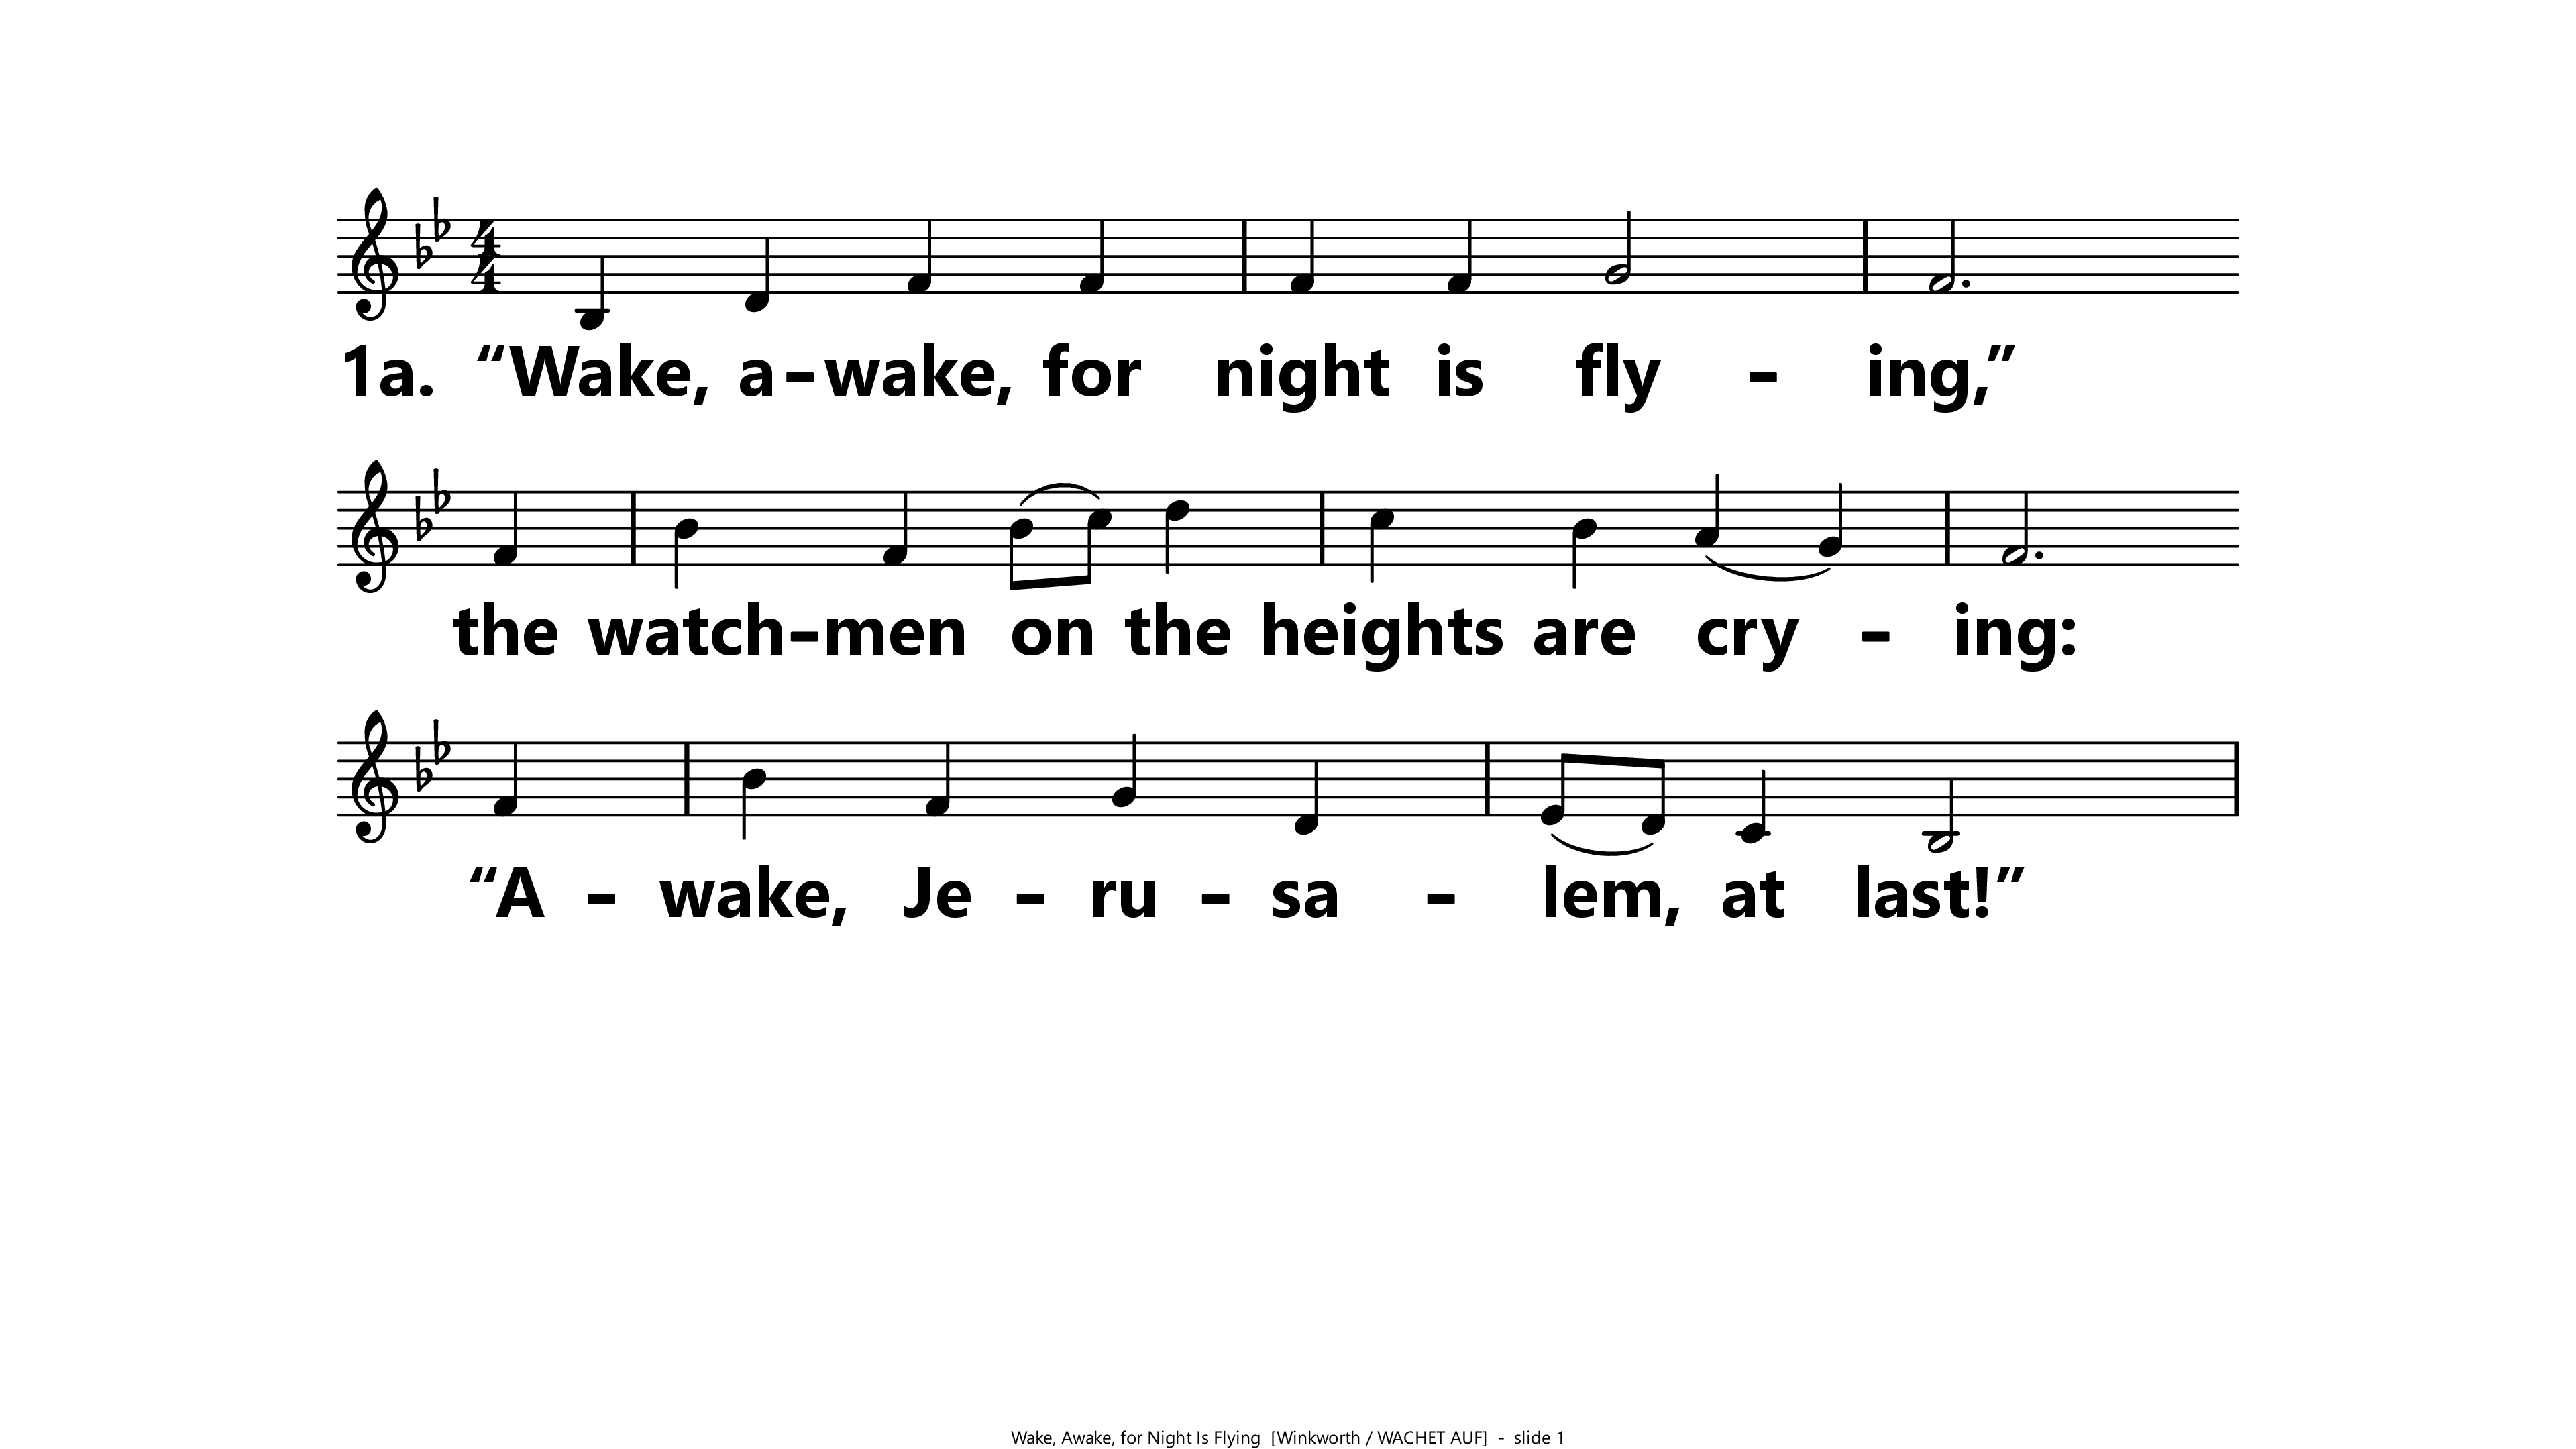 1a. “Wake, a-wake, for night is fly - ing,”
the watch-men on the heights are cry - ing:
“A - wake, Je - ru - sa - lem, at last!”
Wake, Awake, for Night Is Flying [Winkworth / WACHET AUF] - slide 1